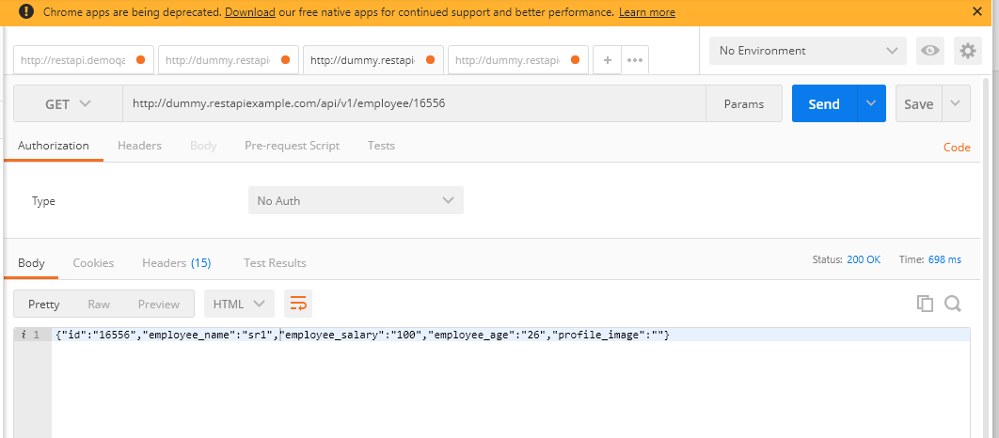 Chrome apps are being deprecated. Download our free native apps for continued support and better performance. Learn more
http://restapi.demoqa http://dummy.restapi http://dummy.restapi http://dummy.restapi + ••• No Environment
GET http://dummy.restapiexample.com/api/v1/employee/16556 Params Send Save
Authorization Headers Body Pre-request Script Tests Code
Type No Auth
Body Cookies Headers (15) Test Results Status: 200 OK Time: 698 ms
Pretty Raw Preview HTML
i 1 {"id":"16556","employee_name":"sr1","employee_salary":"100","employee_age":"26","profile_image":""}